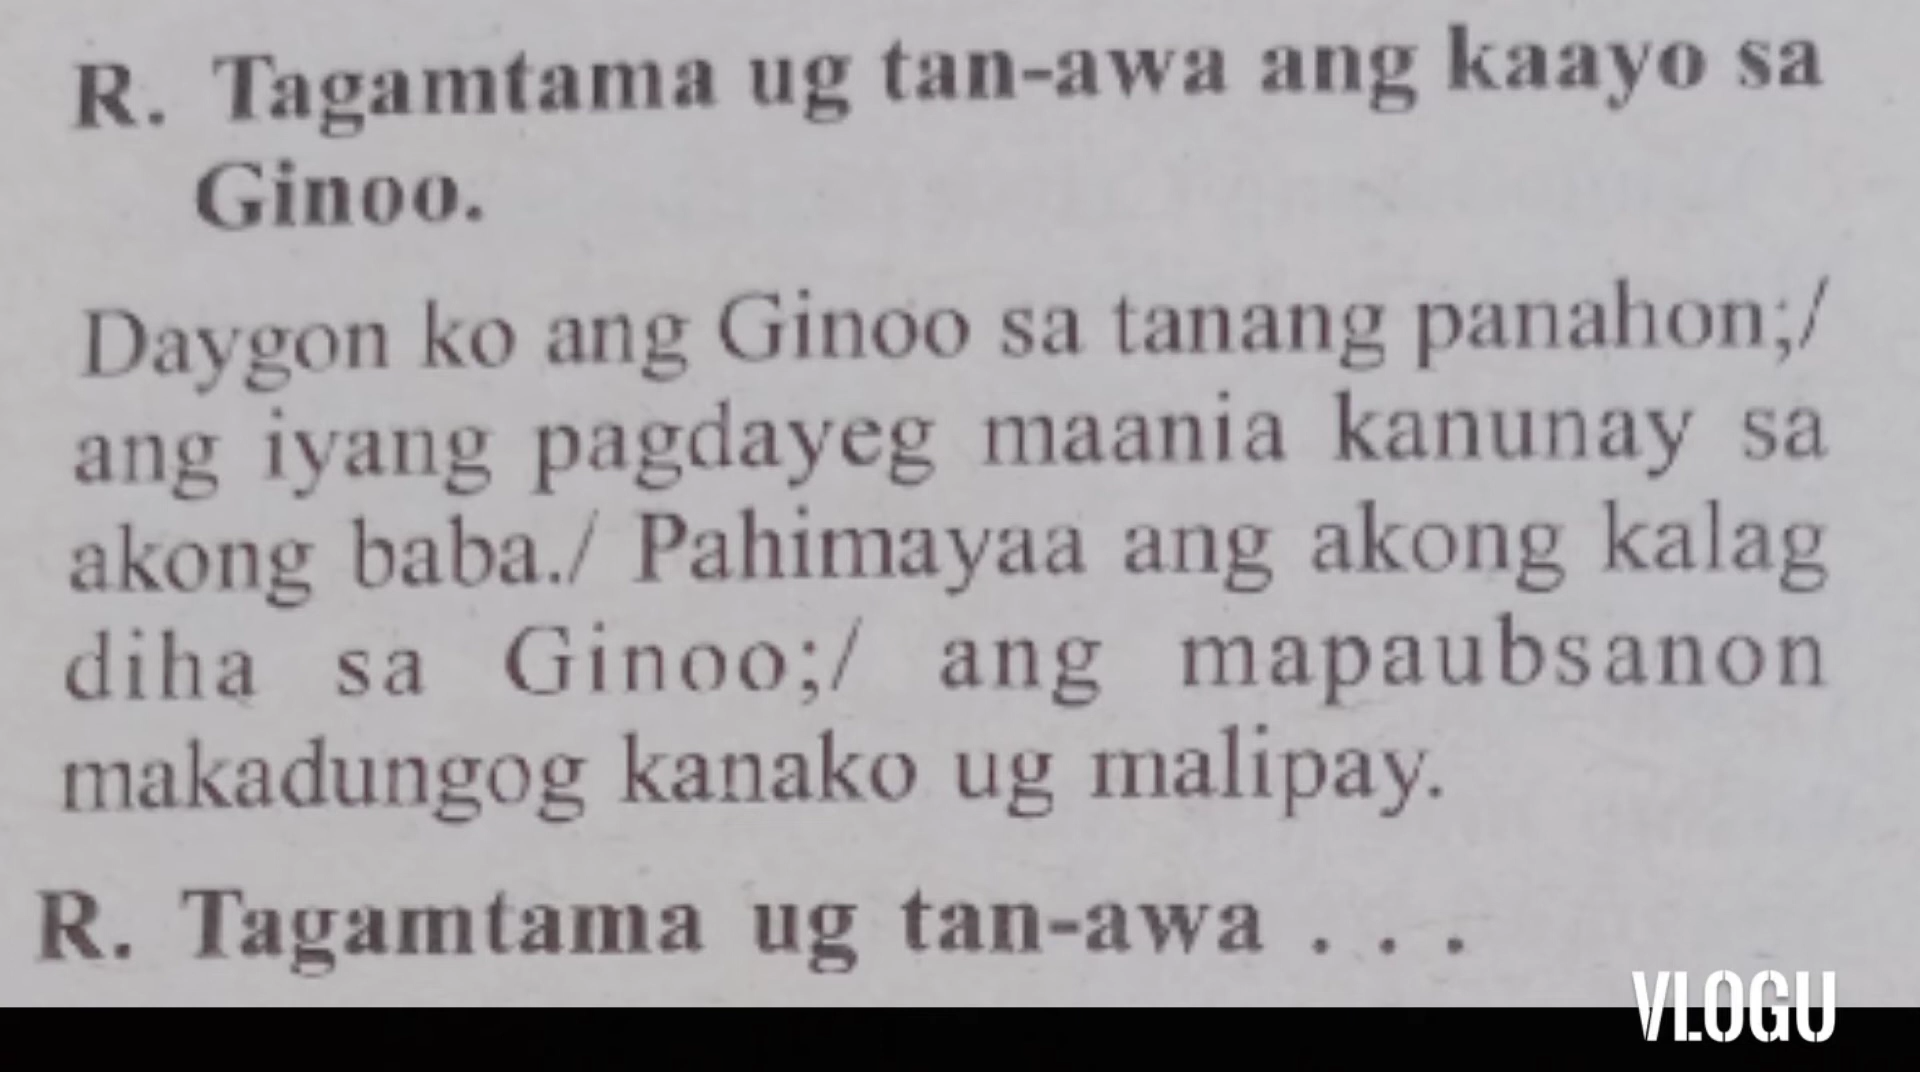 R. Tagamtama ug tan-awa ang kaayo sa
Ginoo.
Daygon ko ang Ginoo sa tanang panahon;/
ang iyang pagdayeg maania kanunay sa
akong baba./ Pahimayaa ang akong kalag
diha sa Ginoo;/ ang mapaubsanon
makadungog kanako ug malipay.
R. Tagamtama ug tan-awa . . .
VLOGU